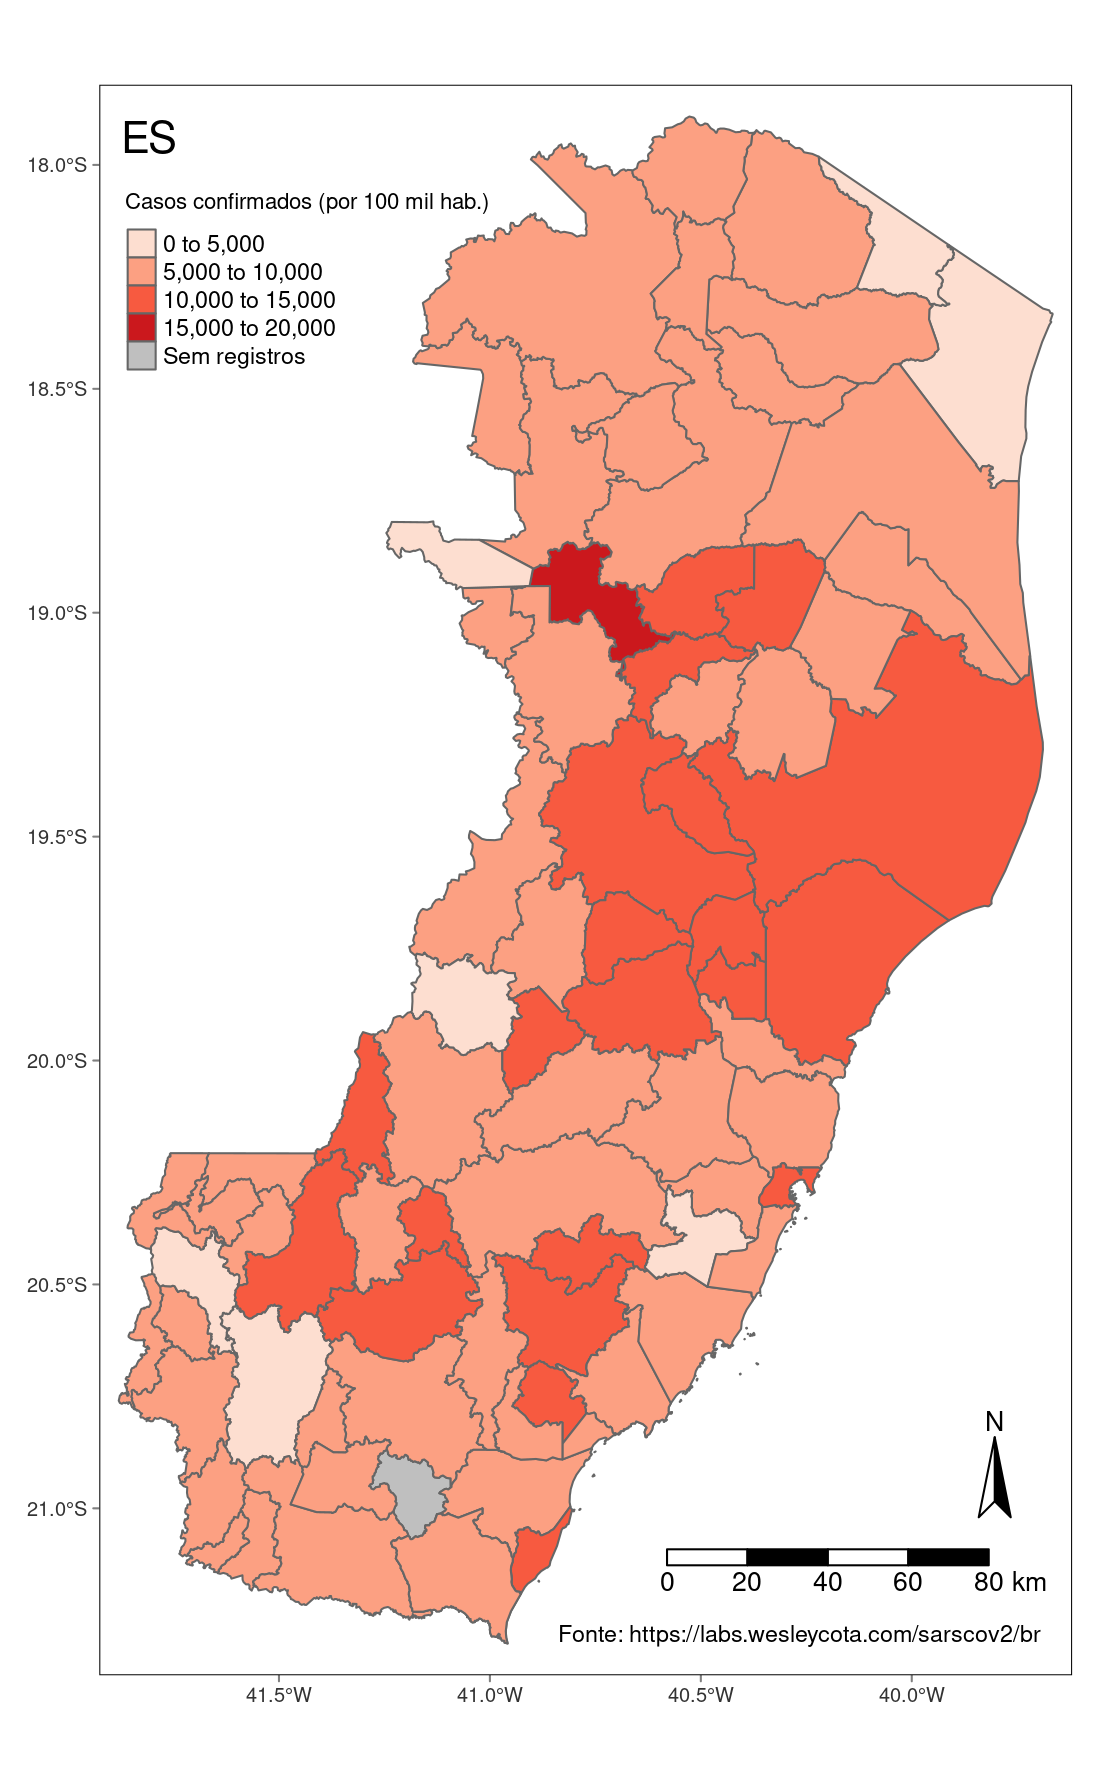 ES
Casos confirmados (por 100 mil hab.)
0 to 5,000
5,000 to 10,000
10,000 to 15,000
15,000 to 20,000
Sem registros
18.0°S
18.5°S
19.0°S
19.5°S
20.0°S
20.5°S
21.0°S
N
0 20 40 60 80 km
Fonte: https://labs.wesleycota.com/sarscov2/br
41.5°W 41.0°W 40.5°W 40.0°W